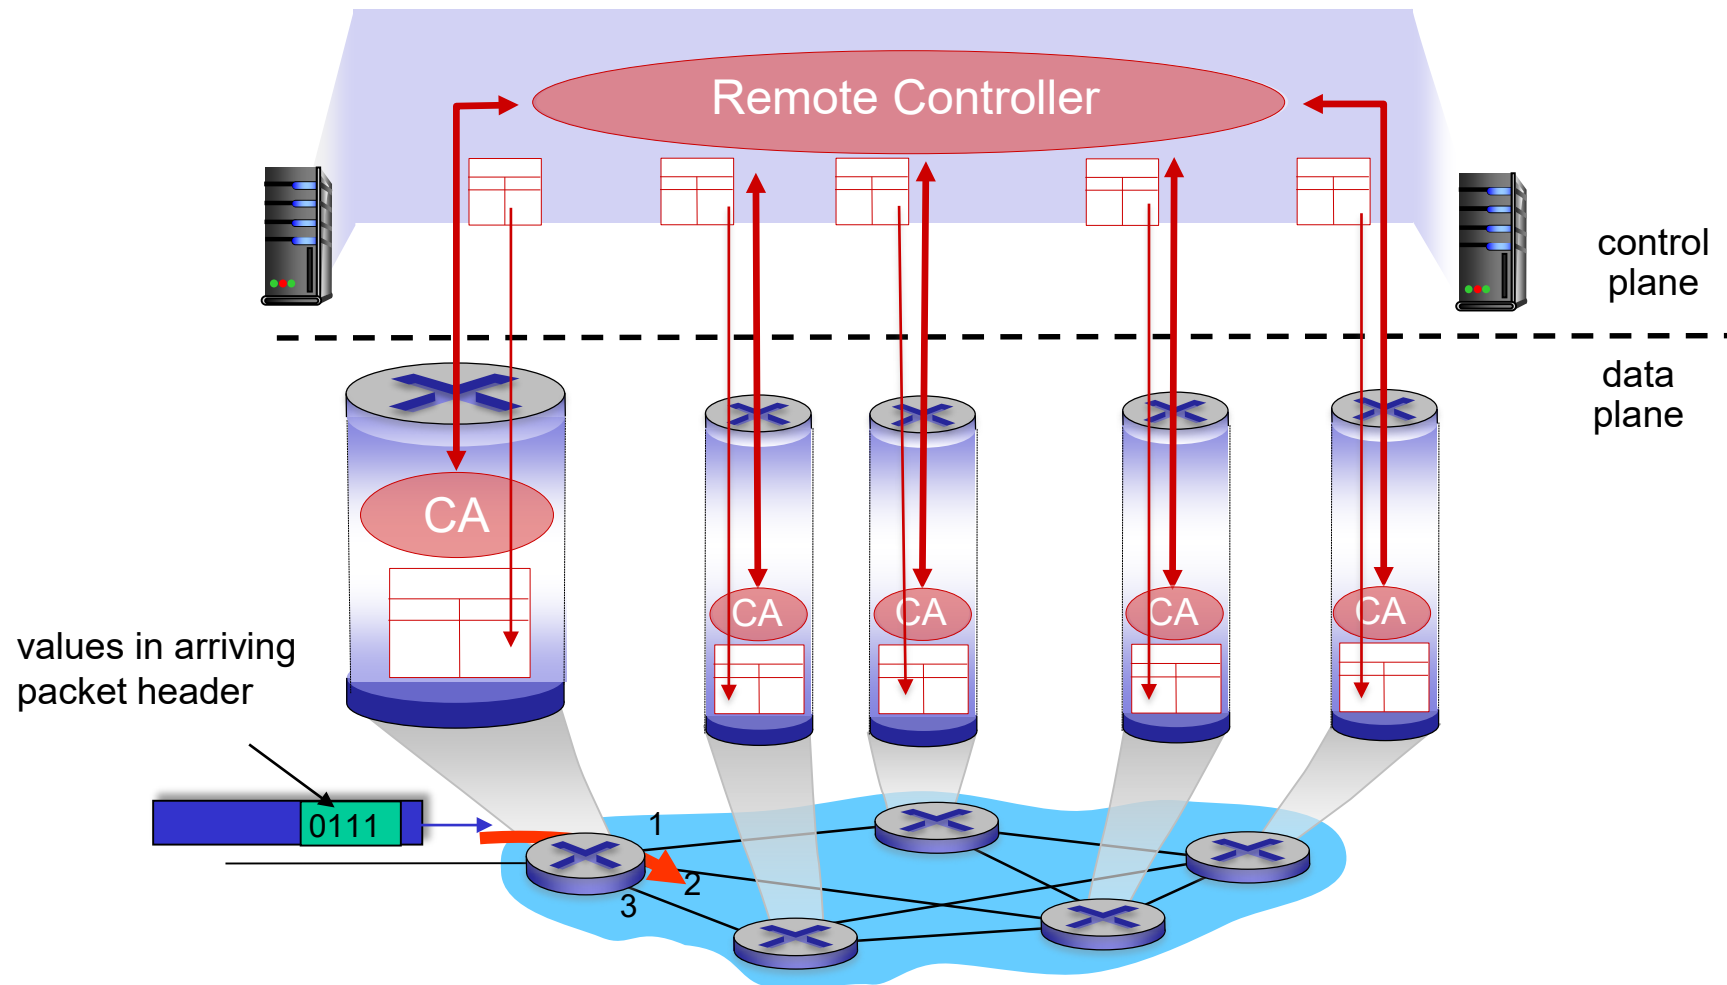 Remote Controller
control
plane
data
plane
CA
CA
CA
CA
CA
values in arriving
packet header
0111
1
2
3